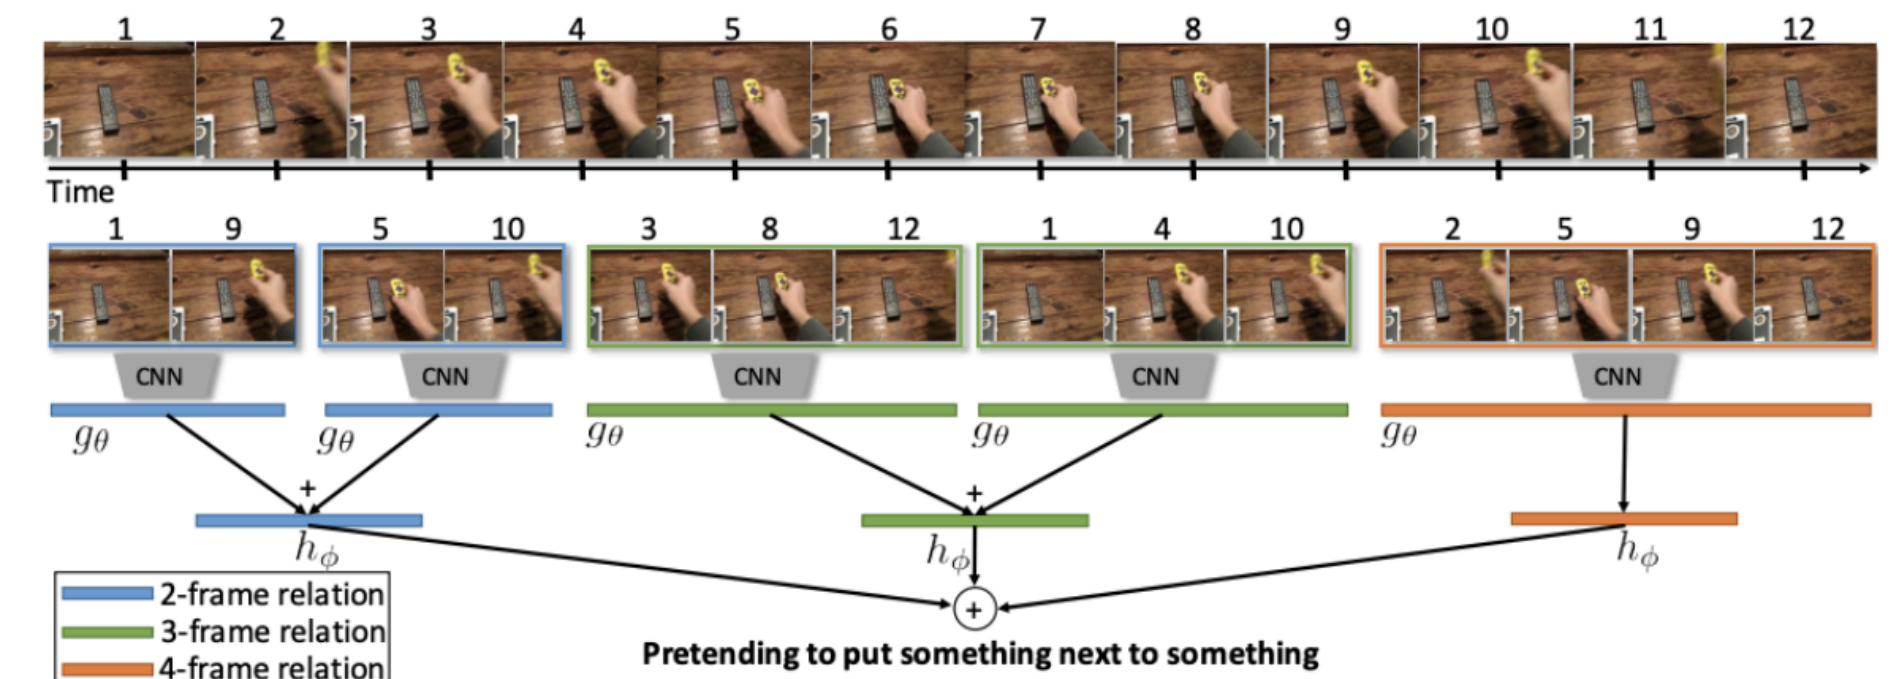 1 2 3 4 5 6 7 8 9 10 11 12
Time
1 9 5 10 3 8 12 1 4 10 2 5 9 12
CNN CNN CNN CNN CNN
gθ gθ gθ gθ gθ
+ +
hϕ hϕ hϕ
+
2-frame relation
3-frame relation
4-frame relation
Pretending to put something next to something